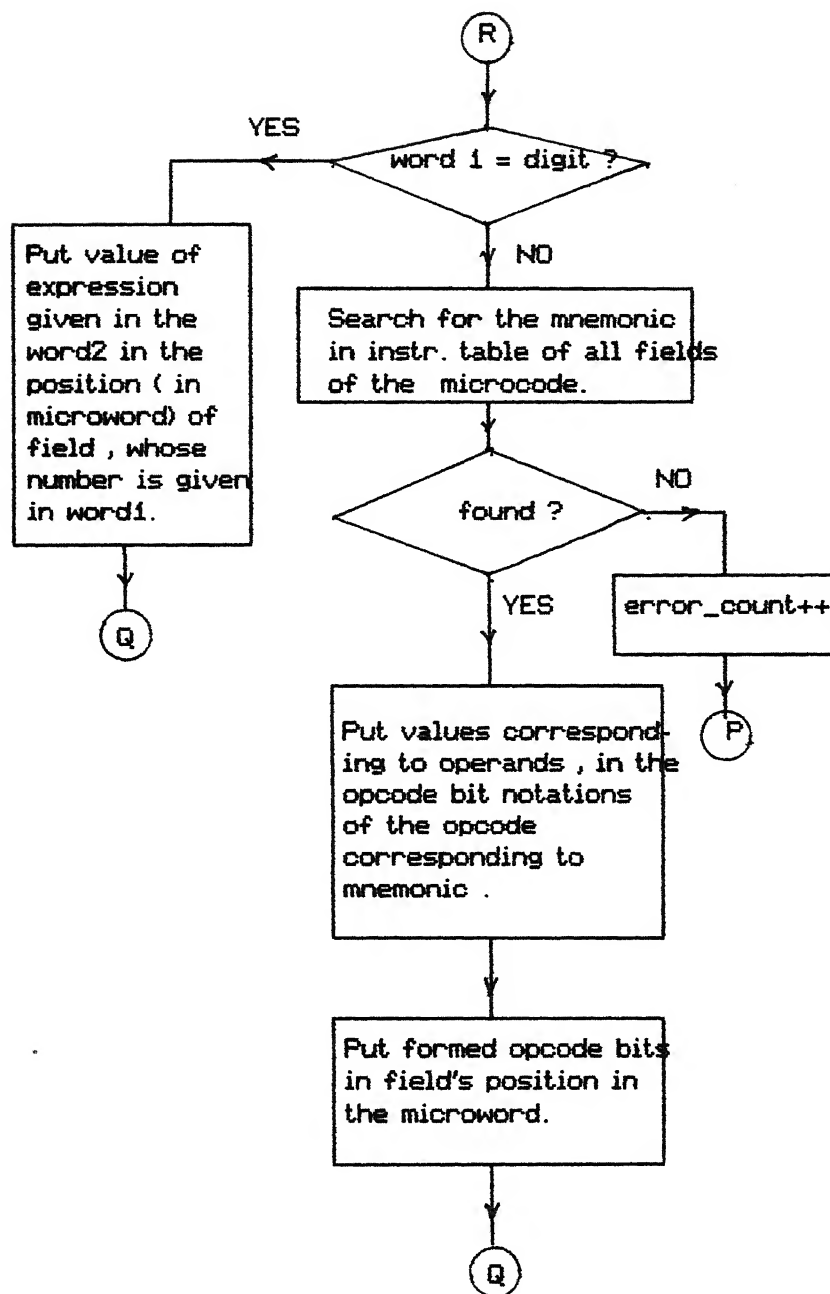 R
YES
word 1 = digit ?
Put value of
expression
given in the
word2 in the
position ( in
microword) of
field , whose
number is given
in word1.
NO
Search for the mnemonic
in instr. table of all fields
of the microcode.
Q
found ?
NO
YES
error_count++
P
Put values correspond-
ing to operands , in the
opcode bit notations
of the opcode
corresponding to
mnemonic .
Put formed opcode bits
in field's position in
the microword.
Q